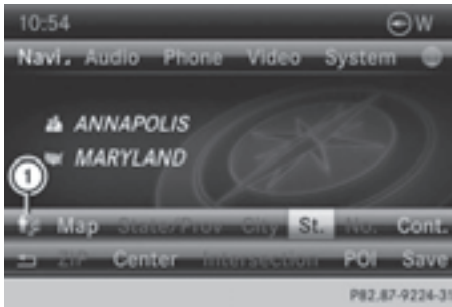 10:54 W
Navi. Audio Phone Video System
ANNAPOLIS
MARYLAND
1
Map State/Prov City St. No. Cont.
ZIP Center Intersection POI Save
P82.87-9224-31